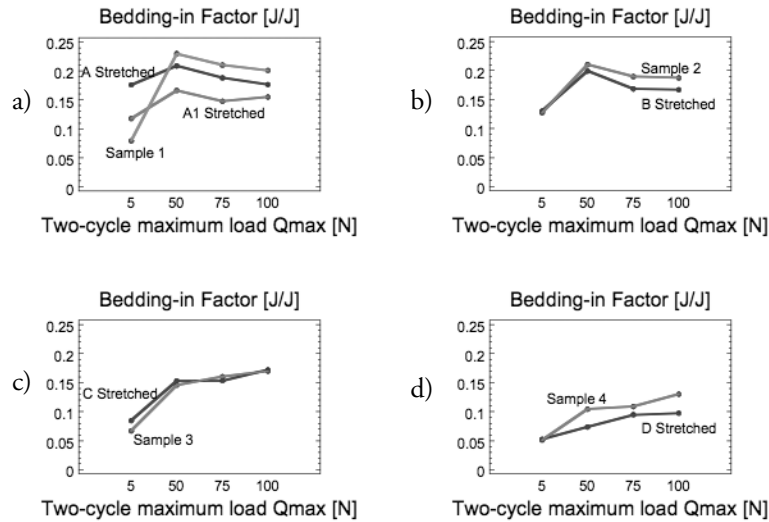 a)
Bedding-in Factor [J/J]
0.25
0.2
0.15
0.1
0.05
0
A Stretched
A1 Stretched
Sample 1
5 50 75 100
Two-cycle maximum load Qmax [N]
b)
Bedding-in Factor [J/J]
0.25
0.2
0.15
0.1
0.05
0
Sample 2
B Stretched
5 50 75 100
Two-cycle maximum load Qmax [N]
c)
Bedding-in Factor [J/J]
0.25
0.2
0.15
0.1
0.05
0
C Stretched
Sample 3
5 50 75 100
Two-cycle maximum load Qmax [N]
d)
Bedding-in Factor [J/J]
0.25
0.2
0.15
0.1
0.05
0
Sample 4
D Stretched
5 50 75 100
Two-cycle maximum load Qmax [N]